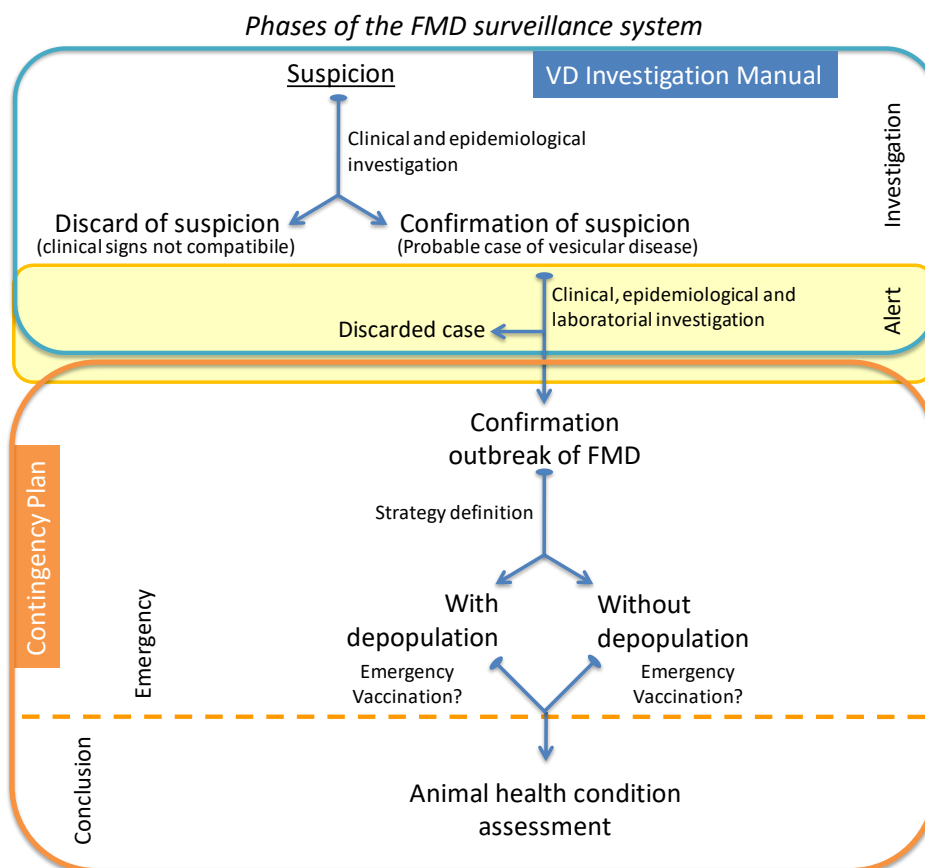 Phases of the FMD surveillance system
Suspicion
VD Investigation Manual
Clinical and epidemiological
investigation
Investigation
Discard of suspicion
(clinical signs not compatibile)
Confirmation of suspicion
(Probable case of vesicular disease)
Clinical, epidemiological and
laboratorial investigation
Alert
Discarded case
Confirmation
outbreak of FMD
Contingency Plan
Strategy definition
Emergency
With
depopulation
Without
depopulation
Emergency
Vaccination?
Emergency
Vaccination?
Conclusion
Animal health condition
assessment